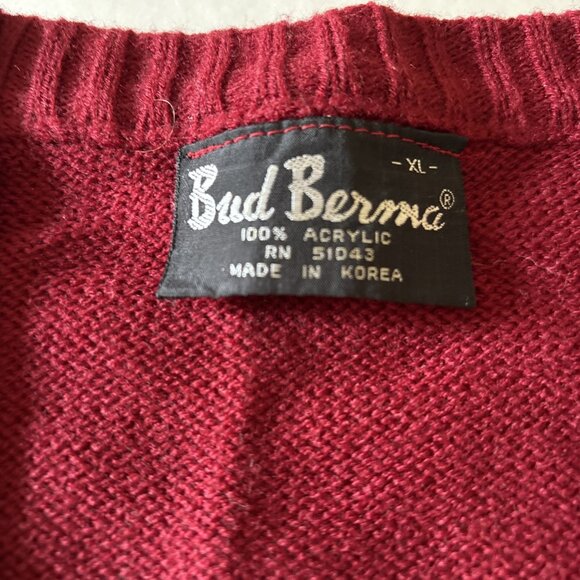 - XL -
Bud Berma®
100% ACRYLIC
RN 51043
MADE IN KOREA